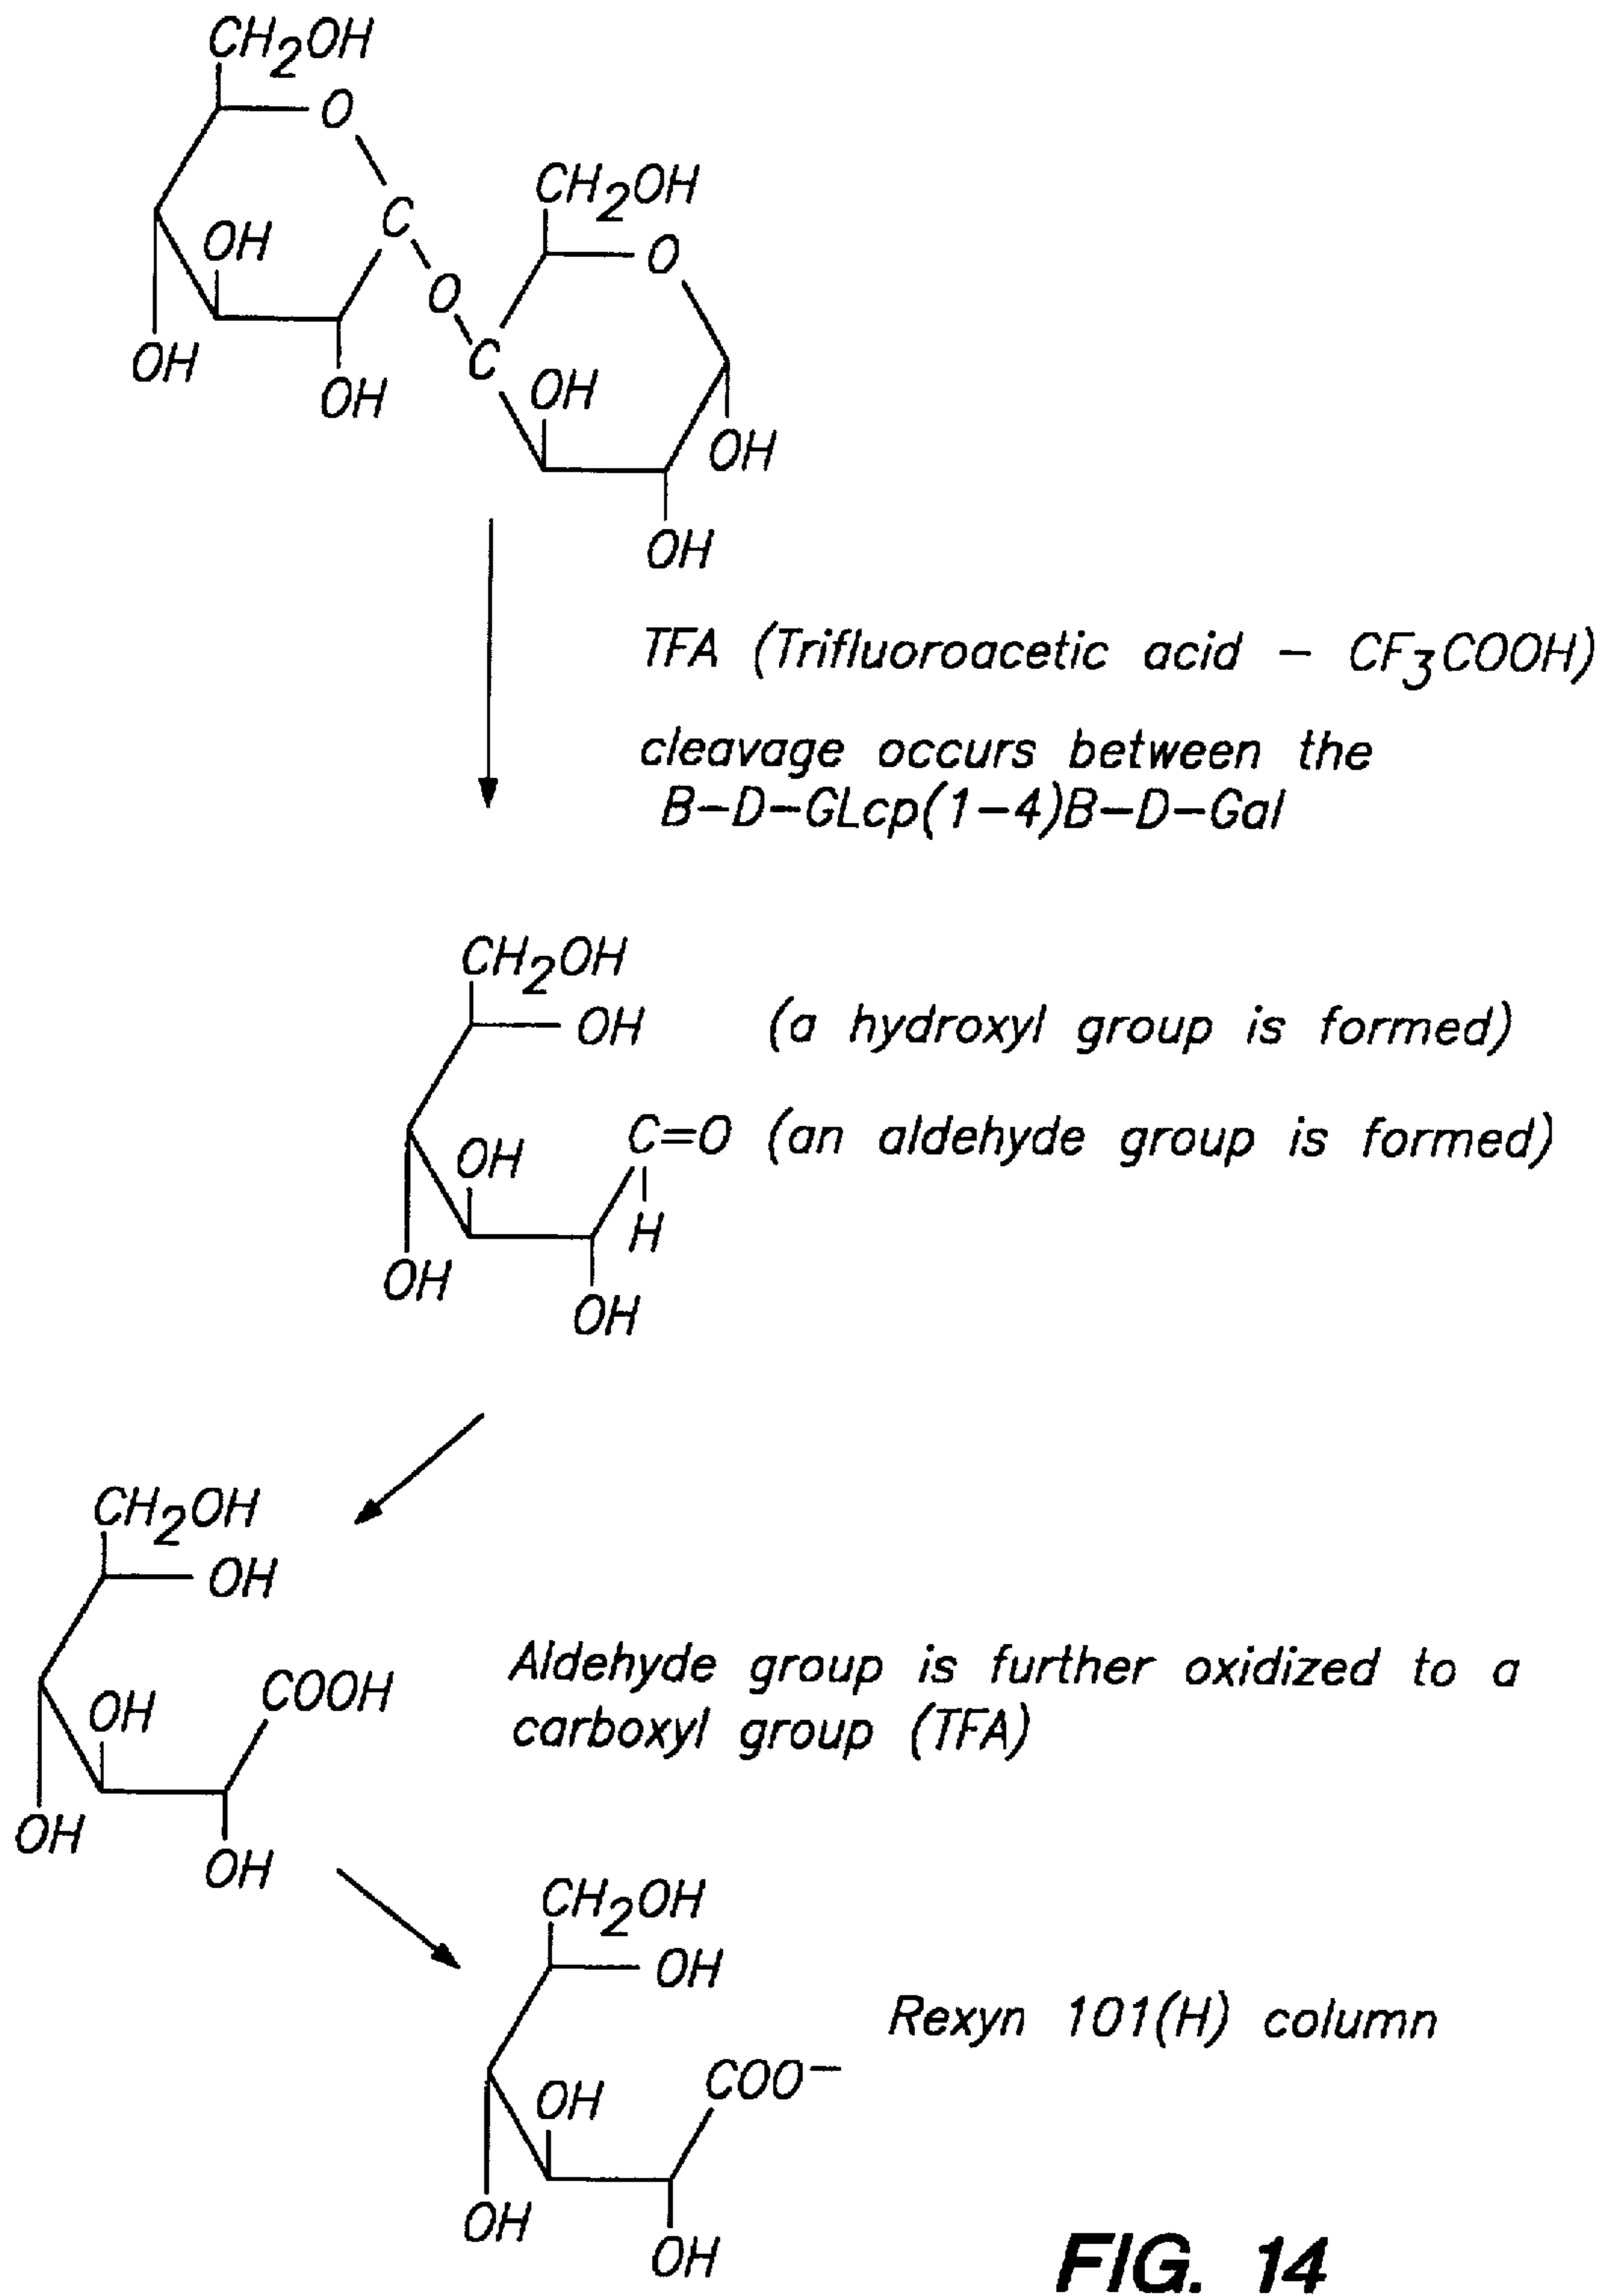 CH2OH
O
CH2OH
C
OH
O
O
C
OH
OH
OH
OH
OH
TFA (Trifluoroacetic acid – CF3COOH)
cleavage occurs between the
B–D–GLcp(1–4)B–D–Gal
CH2OH
OH (a hydroxyl group is formed)
C=O (an aldehyde group is formed)
OH
H
OH
OH
CH2OH
OH
Aldehyde group is further oxidized to a
COOH
OH
carboxyl group (TFA)
OH
OH
CH2OH
OH
Rexyn 101(H) column
COO–
OH
OH
OH
FIG. 14